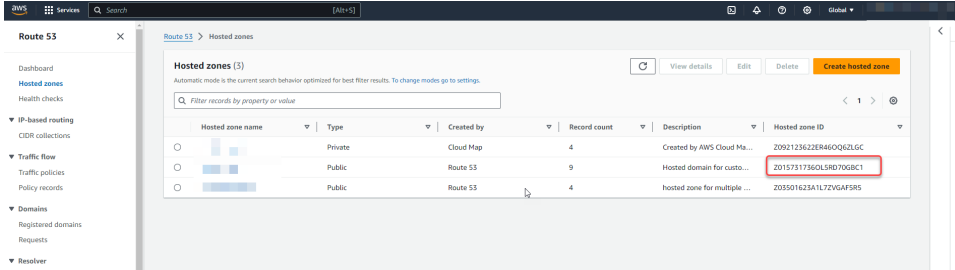 aws Services Search [Alt+S] Global
Route 53
Route 53 > Hosted zones
Dashboard
Hosted zones
Health checks
IP-based routing
CIDR collections
Traffic flow
Traffic policies
Policy records
Domains
Registered domains
Requests
Resolver
Hosted zones (3)
View details Edit Delete Create hosted zone
Automatic mode is the current search behavior optimized for best filter results. To change modes go to settings.
Filter records by property or value
1
Hosted zone name Type Created by Record count Description Hosted zone ID
Private Cloud Map 4 Created by AWS Cloud Ma... Z092123622ER46OQ6ZLGC
Public Route 53 9 Hosted domain for custo... Z015731736OL5RD70GBC1
Public Route 53 4 hosted zone for multiple ... Z03501623A1L7ZVGAF5R5